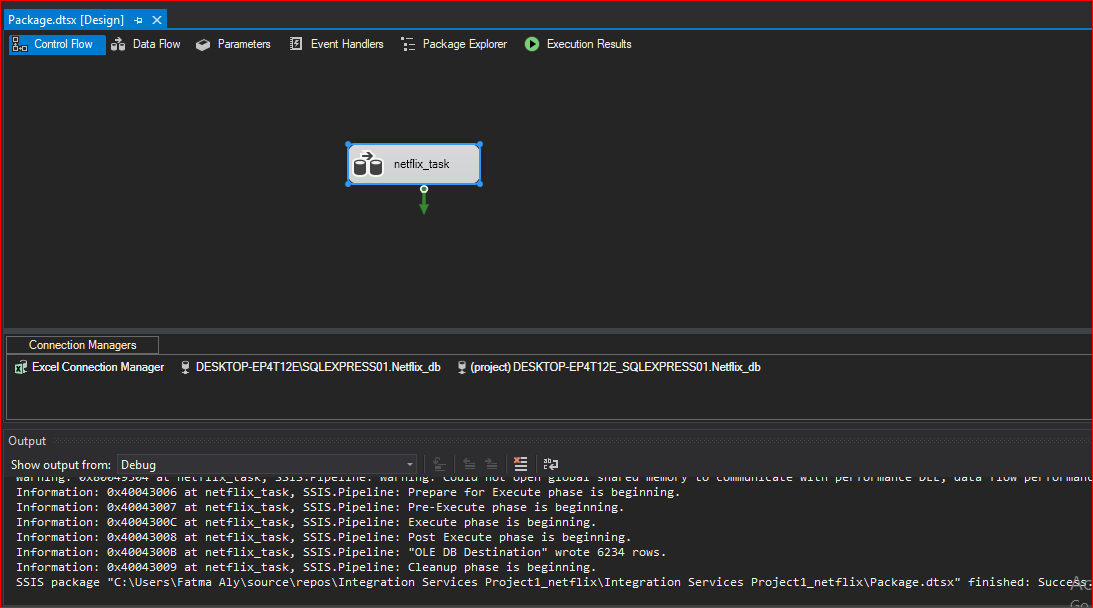 Package.dtsx [Design]
Control Flow Data Flow Parameters Event Handlers Package Explorer Execution Results
netflix_task
Connection Managers
Excel Connection Manager DESKTOP-EP4T12E\SQLEXPRESS01.Netflix_db (project) DESKTOP-EP4T12E_SQLEXPRESS01.Netflix_db
Output
Show output from: Debug
Warning: 0x80049304 at netflix_task, SSIS.Pipeline: Warning: Could not open global shared memory to communicate with performance DLL; data flow performanc
Information: 0x40043006 at netflix_task, SSIS.Pipeline: Prepare for Execute phase is beginning.
Information: 0x40043007 at netflix_task, SSIS.Pipeline: Pre-Execute phase is beginning.
Information: 0x4004300C at netflix_task, SSIS.Pipeline: Execute phase is beginning.
Information: 0x40043008 at netflix_task, SSIS.Pipeline: Post Execute phase is beginning.
Information: 0x4004300B at netflix_task, SSIS.Pipeline: "OLE DB Destination" wrote 6234 rows.
Information: 0x40043009 at netflix_task, SSIS.Pipeline: Cleanup phase is beginning.
SSIS package "C:\Users\Fatma Aly\source\repos\Integration Services Project1_netflix\Integration Services Project1_netflix\Package.dtsx" finished: Success.
Ac
Go